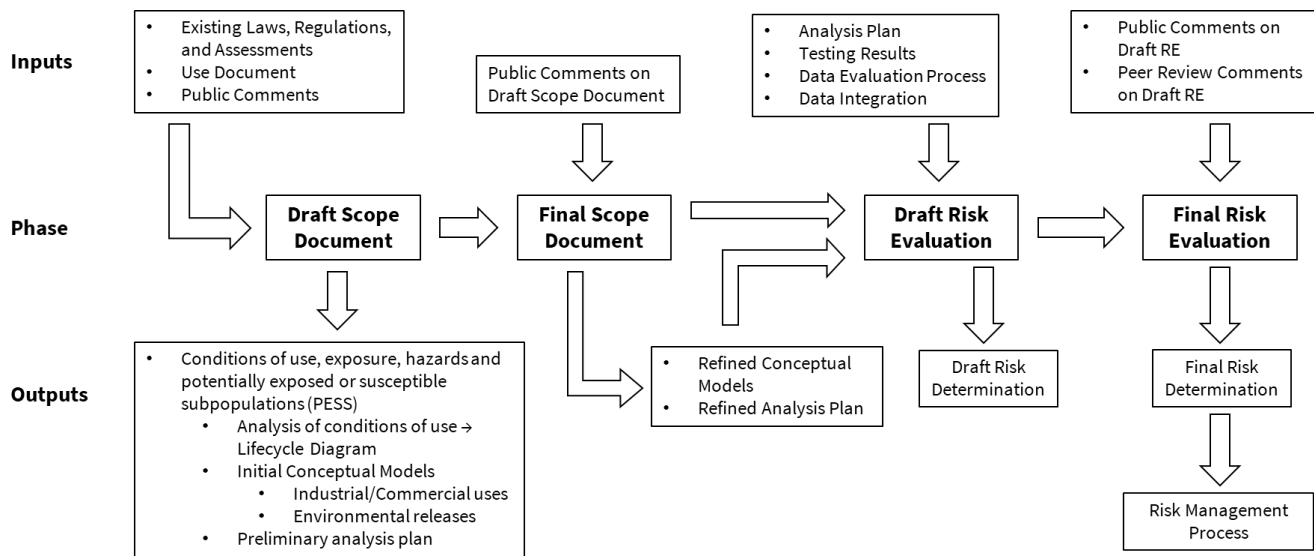 Inputs
• Existing Laws, Regulations,
and Assessments
• Use Document
• Public Comments
Public Comments on
Draft Scope Document
• Analysis Plan
• Testing Results
• Data Evaluation Process
• Data Integration
• Public Comments on
Draft RE
• Peer Review Comments
on Draft RE
Phase
Draft Scope
Document
Final Scope
Document
Draft Risk
Evaluation
Final Risk
Evaluation
Outputs
• Conditions of use, exposure, hazards and
potentially exposed or susceptible
subpopulations (PESS)
• Analysis of conditions of use →
Lifecycle Diagram
• Initial Conceptual Models
• Industrial/Commercial uses
• Environmental releases
• Preliminary analysis plan
• Refined Conceptual
Models
• Refined Analysis Plan
Draft Risk
Determination
Final Risk
Determination
Risk Management
Process